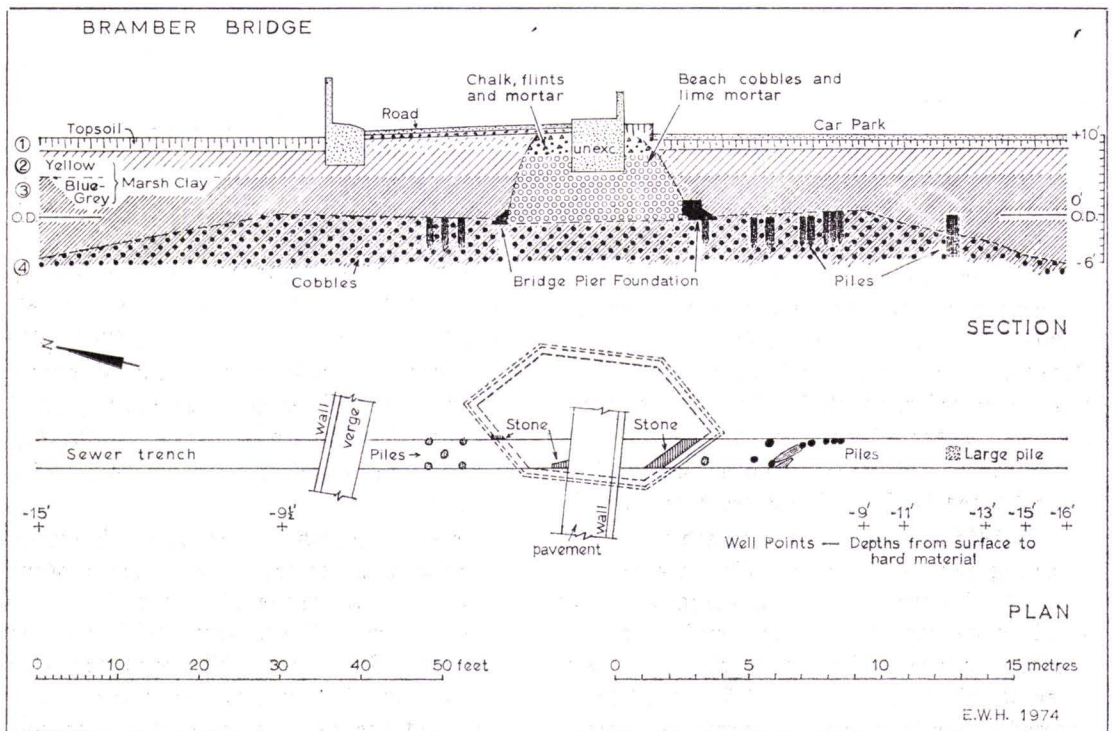 BRAMBER BRIDGE
Chalk, flints
and mortar
Beach cobbles and
lime mortar
Road
Topsoil
Car Park
unexc.
+10'
0'
O.D.
-6'
1
2
3
O.D.
4
Yellow
Blue-
Grey
Marsh Clay
Cobbles
Bridge Pier Foundation
Piles
SECTION
N
wall
verge
Stone
Stone
Sewer trench
Piles
Piles
Large pile
wall
pavement
-15'
-9½'
-9'
-11'
-13'
-15'
-16'
Well Points — Depths from surface to
hard material
PLAN
0 10 20 30 40 50 feet
0 5 10 15 metres
E.W.H. 1974